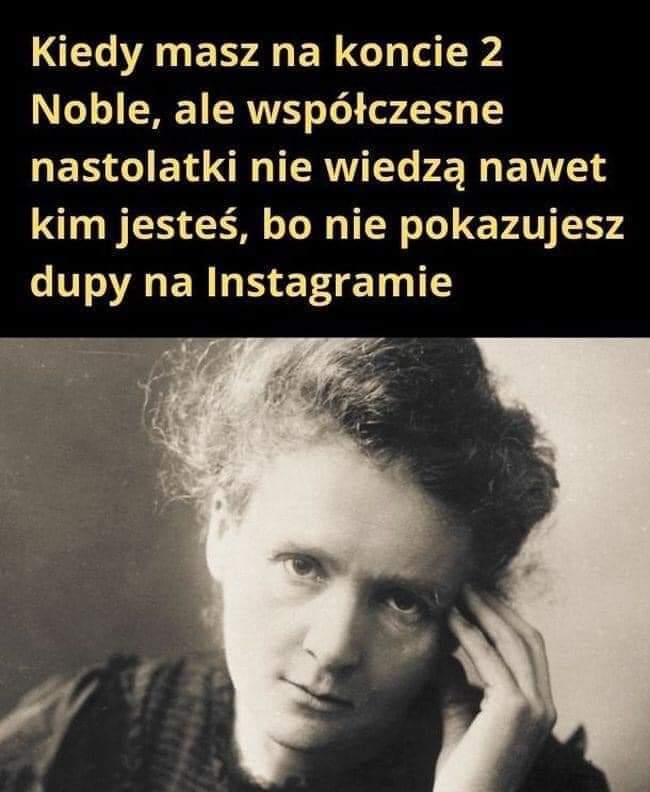 Kiedy masz na koncie 2
Noble, ale współczesne
nastolatki nie wiedzą nawet
kim jesteś, bo nie pokazujesz
dupy na Instagramie